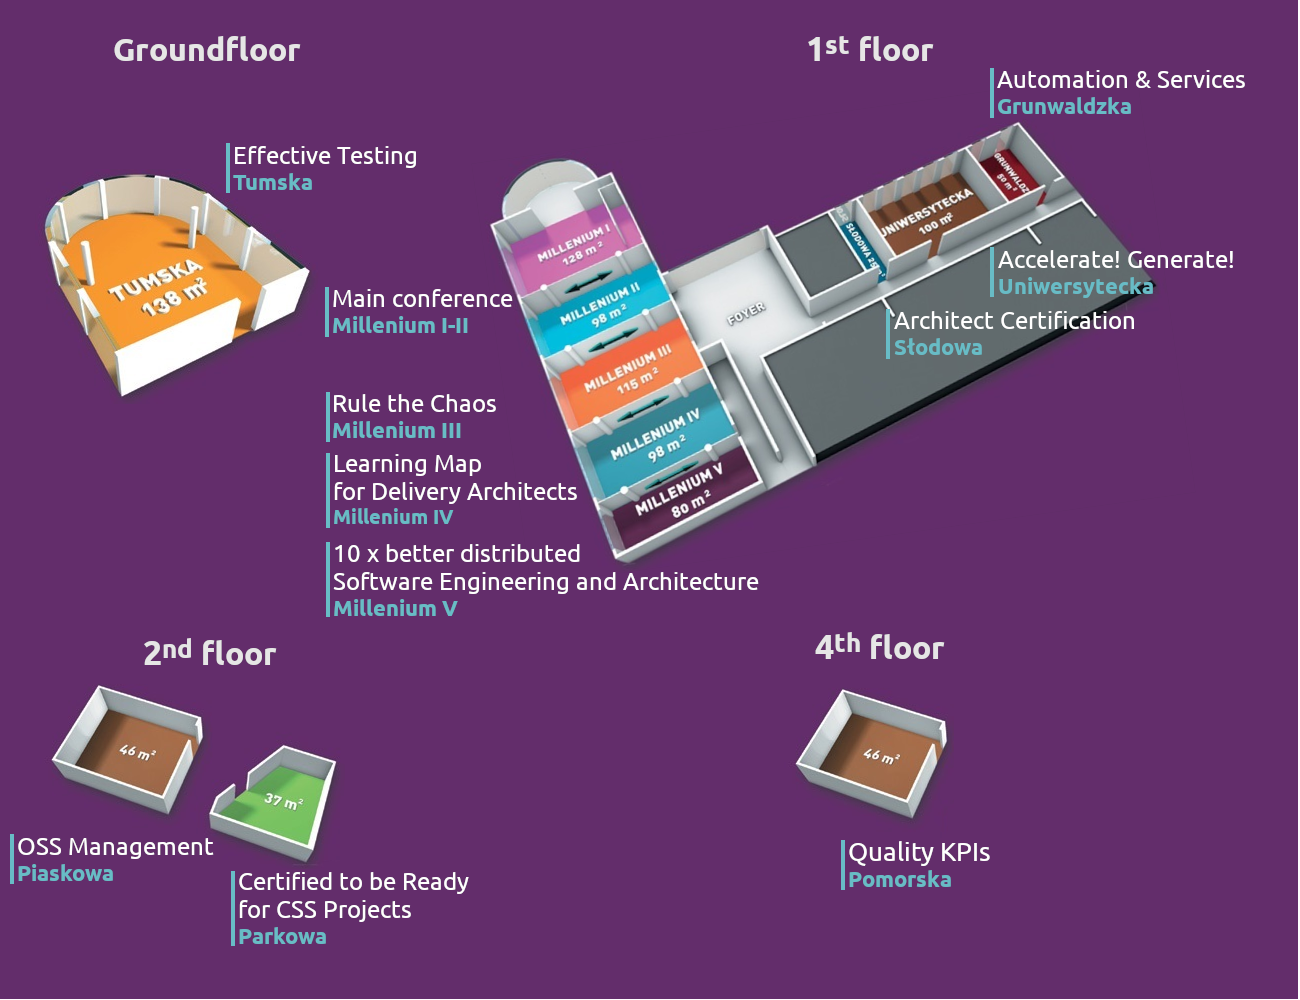 Groundfloor
Effective Testing
Tumska
TUMSKA
138 m²
1st floor
Automation & Services
Grunwaldzka
Main conference
Millenium I-II
Rule the Chaos
Millenium III
Learning Map
for Delivery Architects
Millenium IV
10 x better distributed
Software Engineering and Architecture
Millenium V
MILLENIUM I
128 m²
MILLENIUM II
98 m²
MILLENIUM III
115 m²
MILLENIUM IV
98 m²
MILLENIUM V
80 m²
FOYER
SŁODOWA
UNIWERSYTECKA
100 m²
GRUNWALDZ
Accelerate! Generate!
Uniwersytecka
Architect Certification
Słodowa
2nd floor
46 m²
37 m²
OSS Management
Piaskowa
Certified to be Ready
for CSS Projects
Parkowa
4th floor
46 m²
Quality KPIs
Pomorska